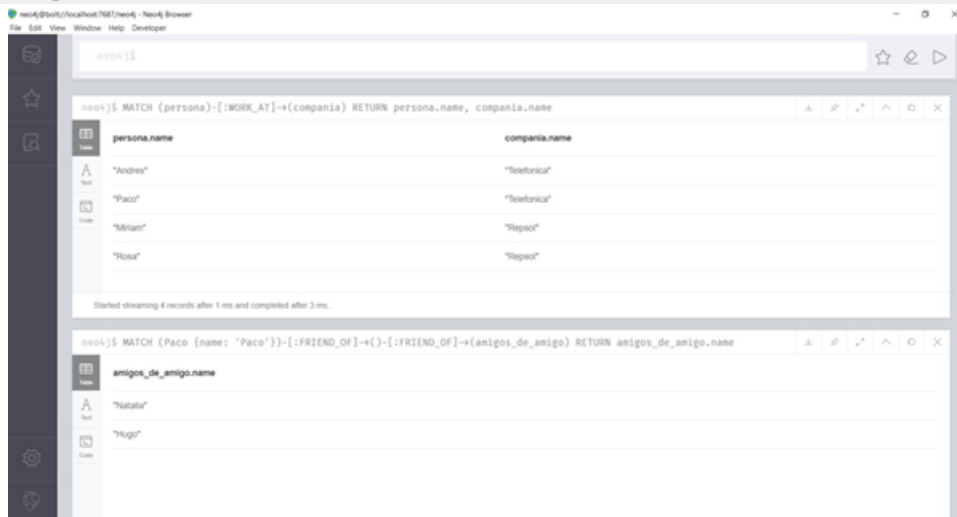 neo4j@bolt://localhost:7687/neo4j - Neo4j Browser
File Edit View Window Help Developer
neo4j$
neo4j$ MATCH (persona)-[:WORK_AT]→(compania) RETURN persona.name, compania.name
Table
persona.name compania.name
A
Text
"Andres" "Telefonica"
"Paco" "Telefonica"
Code
"Miriam" "Repsol"
"Rosa" "Repsol"
Started streaming 4 records after 1 ms and completed after 3 ms.
neo4j$ MATCH (Paco {name: 'Paco'})-[:FRIEND_OF]→()-[:FRIEND_OF]→(amigos_de_amigo) RETURN amigos_de_amigo.name
Table
amigos_de_amigo.name
A
Text
"Natalia"
"Hugo"
Code